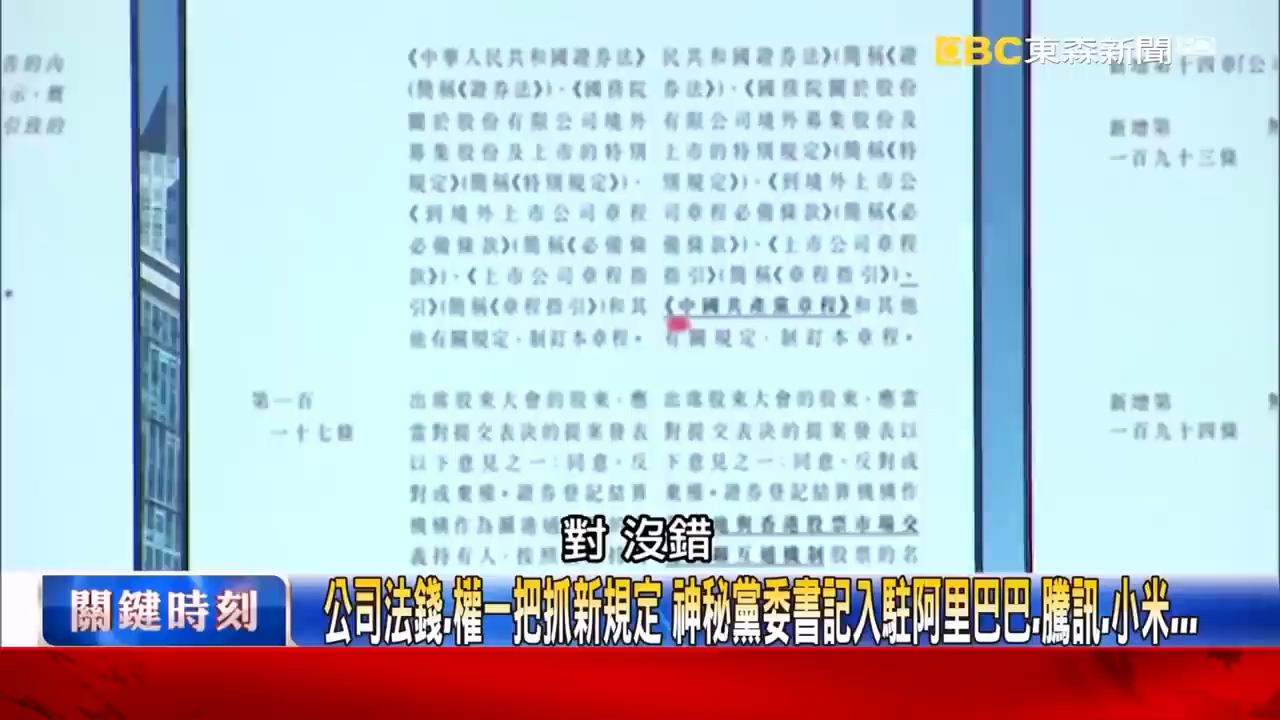 EBC 東森新聞
《中華人民共和國證券法》
(簡稱《證券法》)、《國務院
關於股份有限公司境外
募集股份及上市的特別
規定》(簡稱《特別規定》)、
《到境外上市公司章程
必備條款》(簡稱《必備條
款》)、《上市公司章程指
引》(簡稱《章程指引》)和其
他有關規定，制訂本章程。
民共和國證券法》(簡稱《證
券法》)、《國務院關於股份
有限公司境外募集股份及
上市的特別規定》(簡稱《特
別規定》)、《到境外上市公
司章程必備條款》(簡稱《必
備條款》)、《上市公司章程
指引》(簡稱《章程指引》)、
《中國共產黨章程》和其他
有關規定，制訂本章程。
新增第
一百九十三條
第一百
一十七條
出席股東大會的股東，應
當對提交表決的提案發表
以下意見之一：同意、反
對或棄權。證券登記結算
出席股東大會的股東，應當
對提交表決的提案發表以
下意見之一：同意、反對或
棄權。證券登記結算機構作
與香港股票市場交
互通機制股票的名
新增第
一百九十四條
對 沒錯
關鍵時刻
公司法錢.權一把抓新規定 神秘黨委書記入駐阿里巴巴.騰訊.小米...